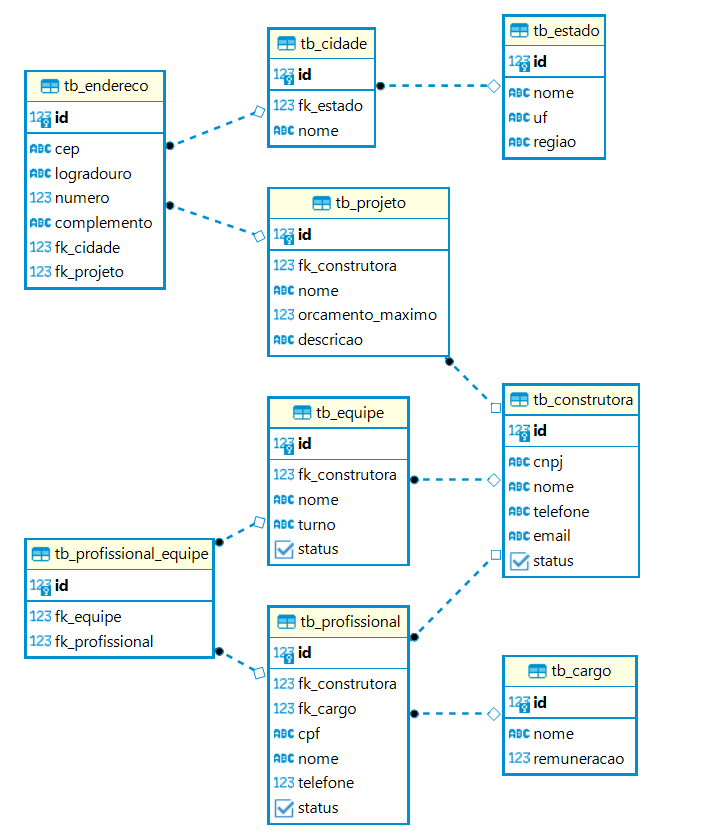 tb_endereco
123 id
ABC cep
ABC logradouro
123 numero
ABC complemento
123 fk_cidade
123 fk_projeto
tb_cidade
123 id
123 fk_estado
ABC nome
tb_estado
123 id
ABC nome
ABC uf
ABC regiao
tb_projeto
123 id
123 fk_construtora
ABC nome
123 orcamento_maximo
ABC descricao
tb_construtora
123 id
ABC cnpj
ABC nome
ABC telefone
ABC email
status
tb_equipe
123 id
123 fk_construtora
ABC nome
ABC turno
status
tb_profissional_equipe
123 id
123 fk_equipe
123 fk_profissional
tb_profissional
123 id
123 fk_construtora
123 fk_cargo
ABC cpf
ABC nome
123 telefone
status
tb_cargo
123 id
ABC nome
123 remuneracao